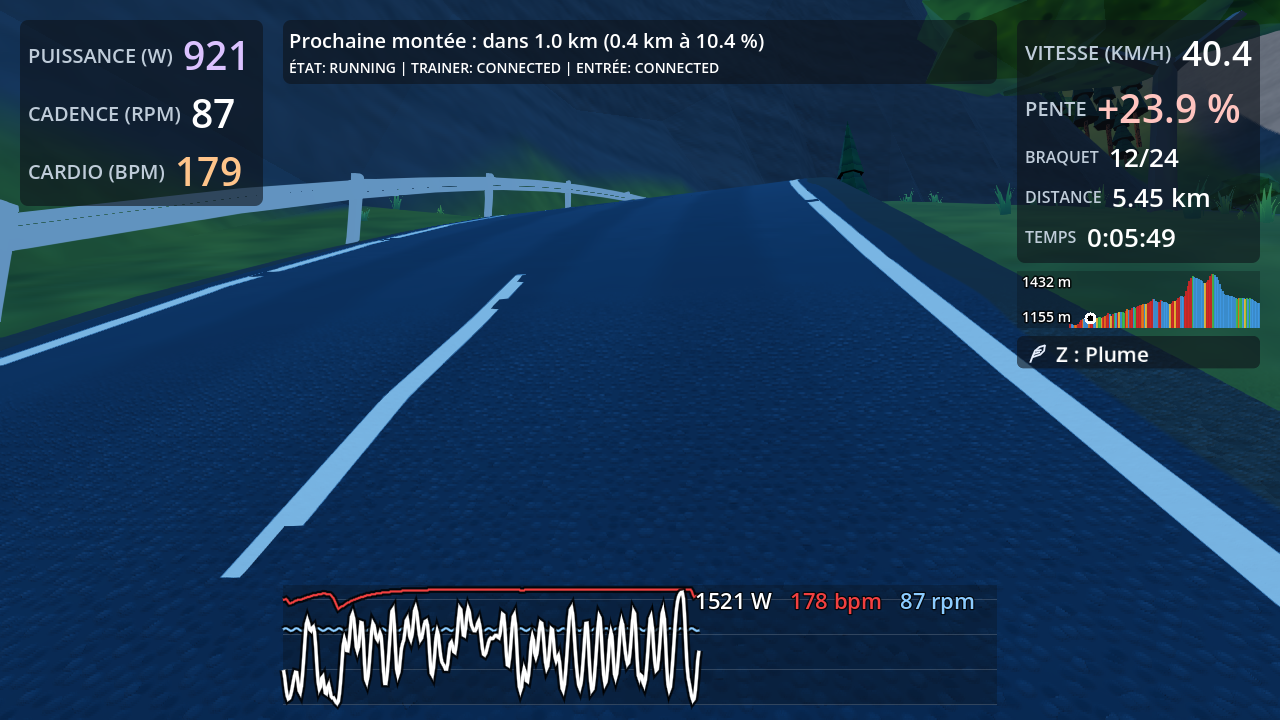 PUISSANCE (W) 921
CADENCE (RPM) 87
CARDIO (BPM) 179
Prochaine montée : dans 1.0 km (0.4 km à 10.4 %)
ÉTAT: RUNNING | TRAINER: CONNECTED | ENTRÉE: CONNECTED
VITESSE (KM/H) 40.4
PENTE +23.9 %
BRAQUET 12/24
DISTANCE 5.45 km
TEMPS 0:05:49
1432 m
1155 m
Z : Plume
1521 W 178 bpm 87 rpm